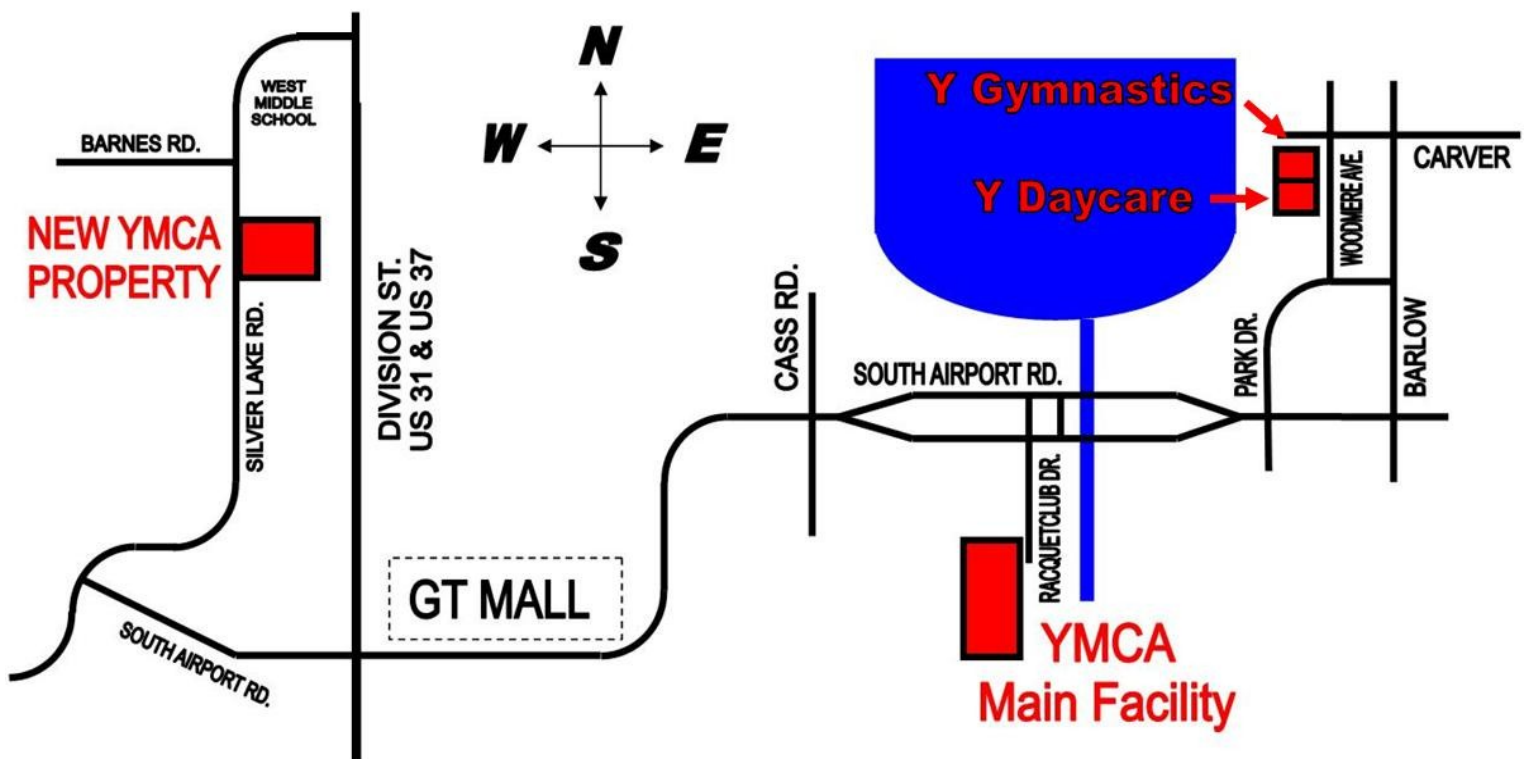 N
W
E
S
WEST
MIDDLE
SCHOOL
BARNES RD.
NEW YMCA
PROPERTY
SILVER LAKE RD.
DIVISION ST.
US 31 & US 37
SOUTH AIRPORT RD.
GT MALL
CASS RD.
SOUTH AIRPORT RD.
RACQUETCLUB DR.
YMCA
Main Facility
Y Gymnastics
Y Daycare
CARVER
WOODMERE AVE.
PARK DR.
BARLOW